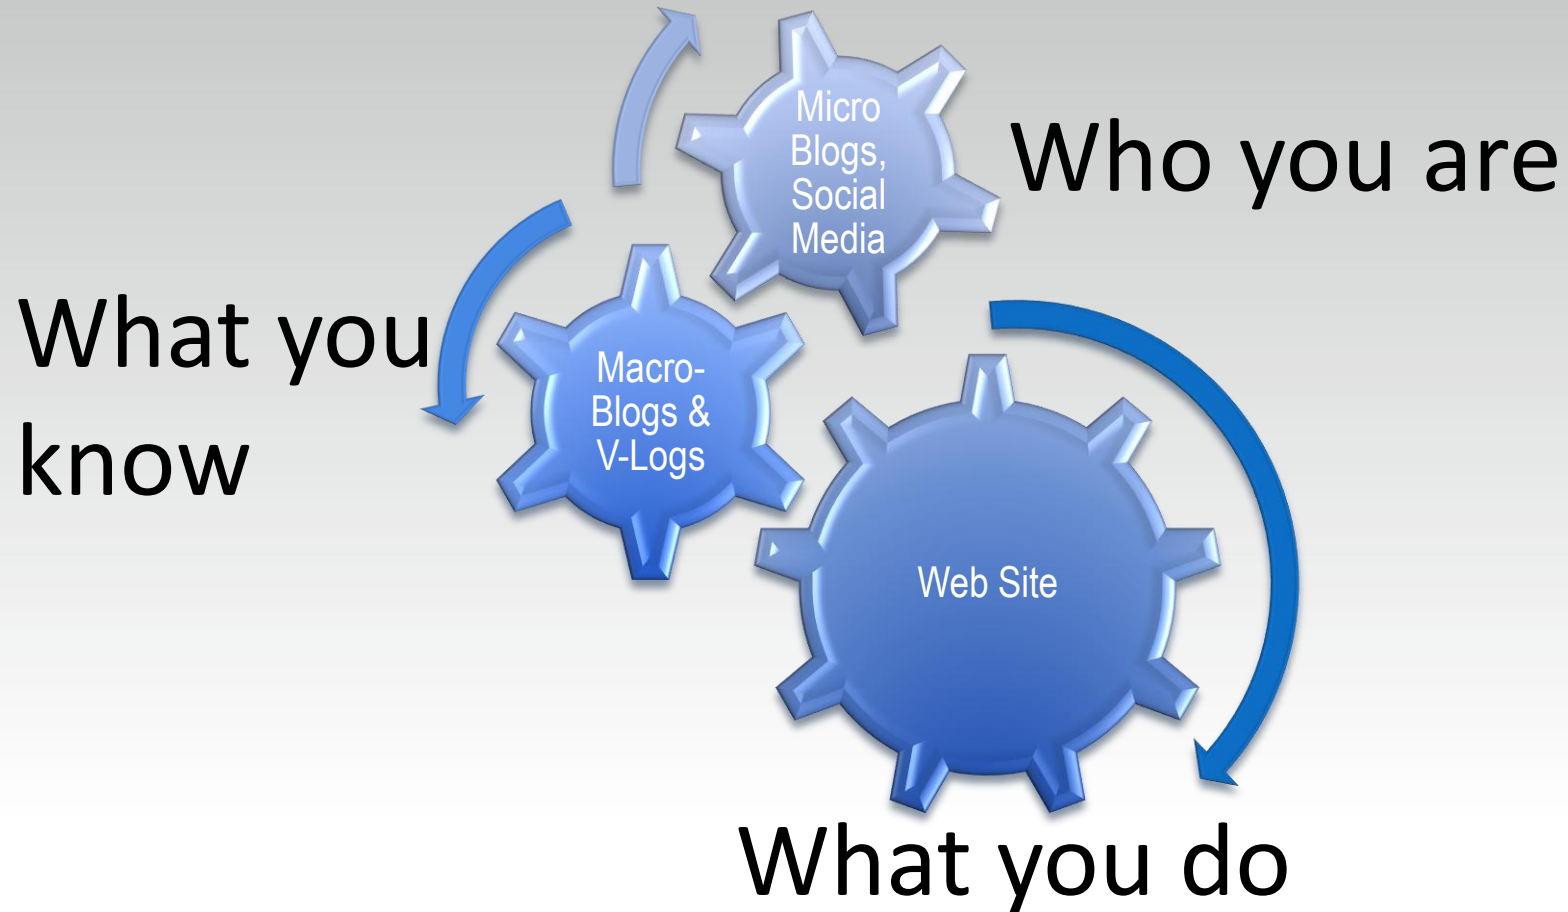 Micro
Blogs,
Social
Media
Who you are
What you
know
Macro-
Blogs &
V-Logs
Web Site
What you do